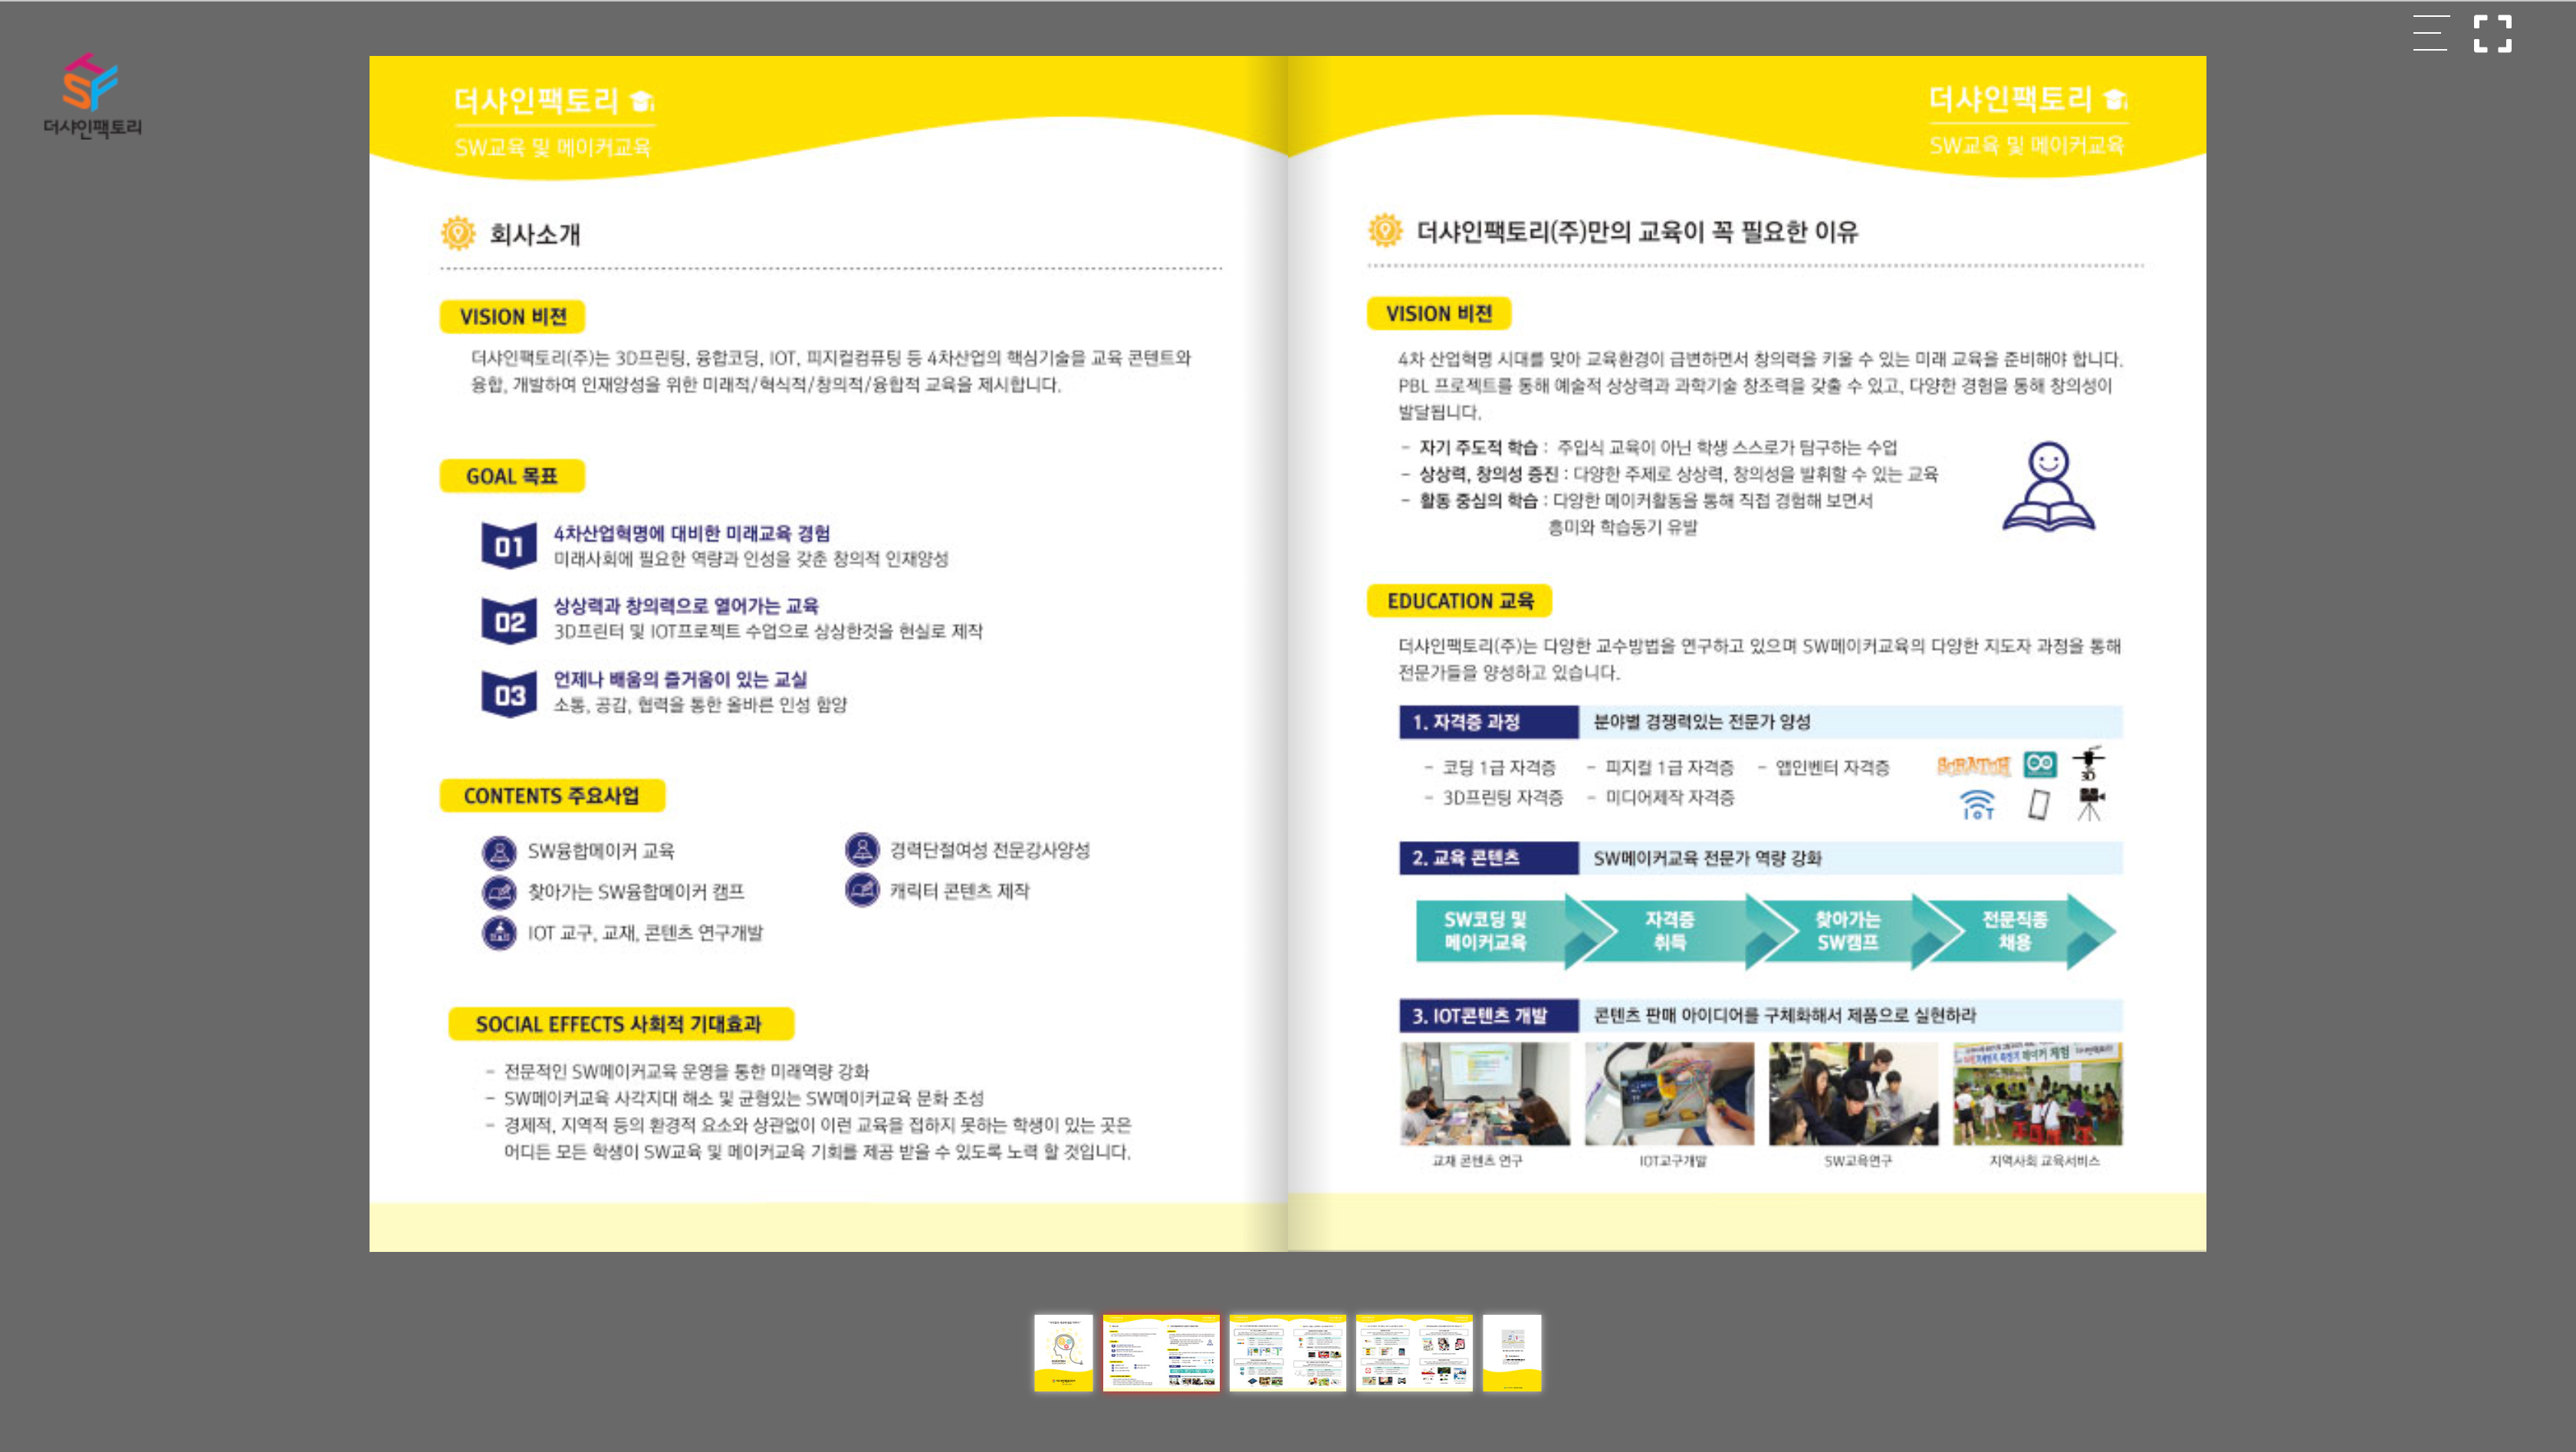 더샤인팩토리
더샤인팩토리
SW교육 및 메이커교육
회사소개
VISION 비젼
더샤인팩토리(주)는 3D프린팅, 융합코딩, IOT, 피지컬컴퓨팅 등 4차산업의 핵심기술을 교육 콘텐트와
융합, 개발하여 인재양성을 위한 미래적/혁식적/창의적/융합적 교육을 제시합니다.
GOAL 목표
01
4차산업혁명에 대비한 미래교육 경험
미래사회에 필요한 역량과 인성을 갖춘 창의적 인재양성
02
상상력과 창의력으로 열어가는 교육
3D프린터 및 IOT프로젝트 수업으로 상상한것을 현실로 제작
03
언제나 배움의 즐거움이 있는 교실
소통, 공감, 협력을 통한 올바른 인성 함양
CONTENTS 주요사업
SW융합메이커 교육
찾아가는 SW융합메이커 캠프
IOT 교구, 교재, 콘텐츠 연구개발
경력단절여성 전문강사양성
캐릭터 콘텐츠 제작
SOCIAL EFFECTS 사회적 기대효과
- 전문적인 SW메이커교육 운영을 통한 미래역량 강화
- SW메이커교육 사각지대 해소 및 균형있는 SW메이커교육 문화 조성
- 경제적, 지역적 등의 환경적 요소와 상관없이 이런 교육을 접하지 못하는 학생이 있는 곳은
어디든 모든 학생이 SW교육 및 메이커교육 기회를 제공 받을 수 있도록 노력 할 것입니다.
더샤인팩토리
SW교육 및 메이커교육
더샤인팩토리(주)만의 교육이 꼭 필요한 이유
VISION 비젼
4차 산업혁명 시대를 맞아 교육환경이 급변하면서 창의력을 키울 수 있는 미래 교육을 준비해야 합니다.
PBL 프로젝트를 통해 예술적 상상력과 과학기술 창조력을 갖출 수 있고, 다양한 경험을 통해 창의성이
발달됩니다.
- 자기 주도적 학습 : 주입식 교육이 아닌 학생 스스로가 탐구하는 수업
- 상상력, 창의성 증진 : 다양한 주제로 상상력, 창의성을 발휘할 수 있는 교육
- 활동 중심의 학습 : 다양한 메이커활동을 통해 직접 경험해 보면서
흥미와 학습동기 유발
EDUCATION 교육
더샤인팩토리(주)는 다양한 교수방법을 연구하고 있으며 SW메이커교육의 다양한 지도자 과정을 통해
전문가들을 양성하고 있습니다.
1. 자격증 과정 분야별 경쟁력있는 전문가 양성
- 코딩 1급 자격증 - 피지컬 1급 자격증 - 앱인벤터 자격증
- 3D프린팅 자격증 - 미디어제작 자격증
SCRATCH
3D
IOT
2. 교육 콘텐츠 SW메이커교육 전문가 역량 강화
SW코딩 및
메이커교육
자격증
취득
찾아가는
SW캠프
전문직종
채용
3. IOT콘텐츠 개발 콘텐츠 판매 아이디어를 구체화해서 제품으로 실현하라
메이커 체험
교재 콘텐츠 연구
IOT교구개발
SW교육연구
지역사회 교육서비스